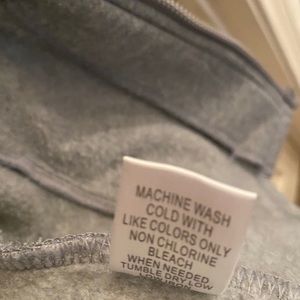 MACHINE WASH
COLD WITH
LIKE COLORS ONLY
NON CHLORINE
BLEACH
WHEN NEEDED
TUMBLE DRY LOW